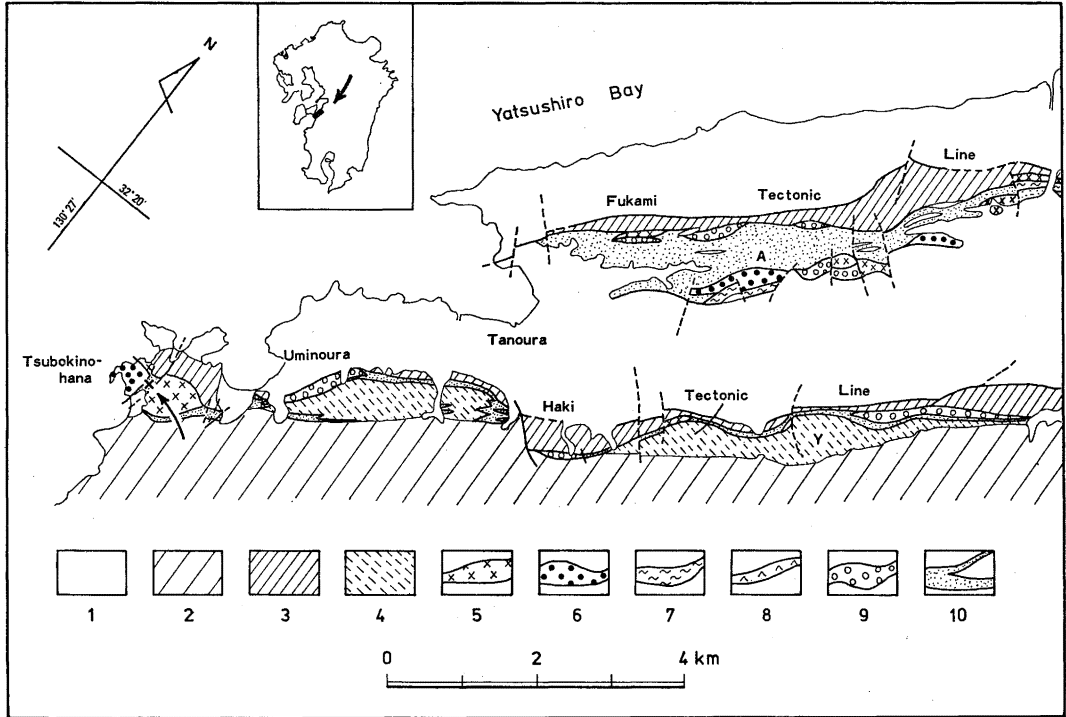 N
130°27'
32°20'
Yatsushiro Bay
Fukami Tectonic Line
A
Tanoura
Tsubokino-
hana
Uminoura
Haki Tectonic Line
Y
1 2 3 4 5 6 7 8 9 10
0 2 4 km